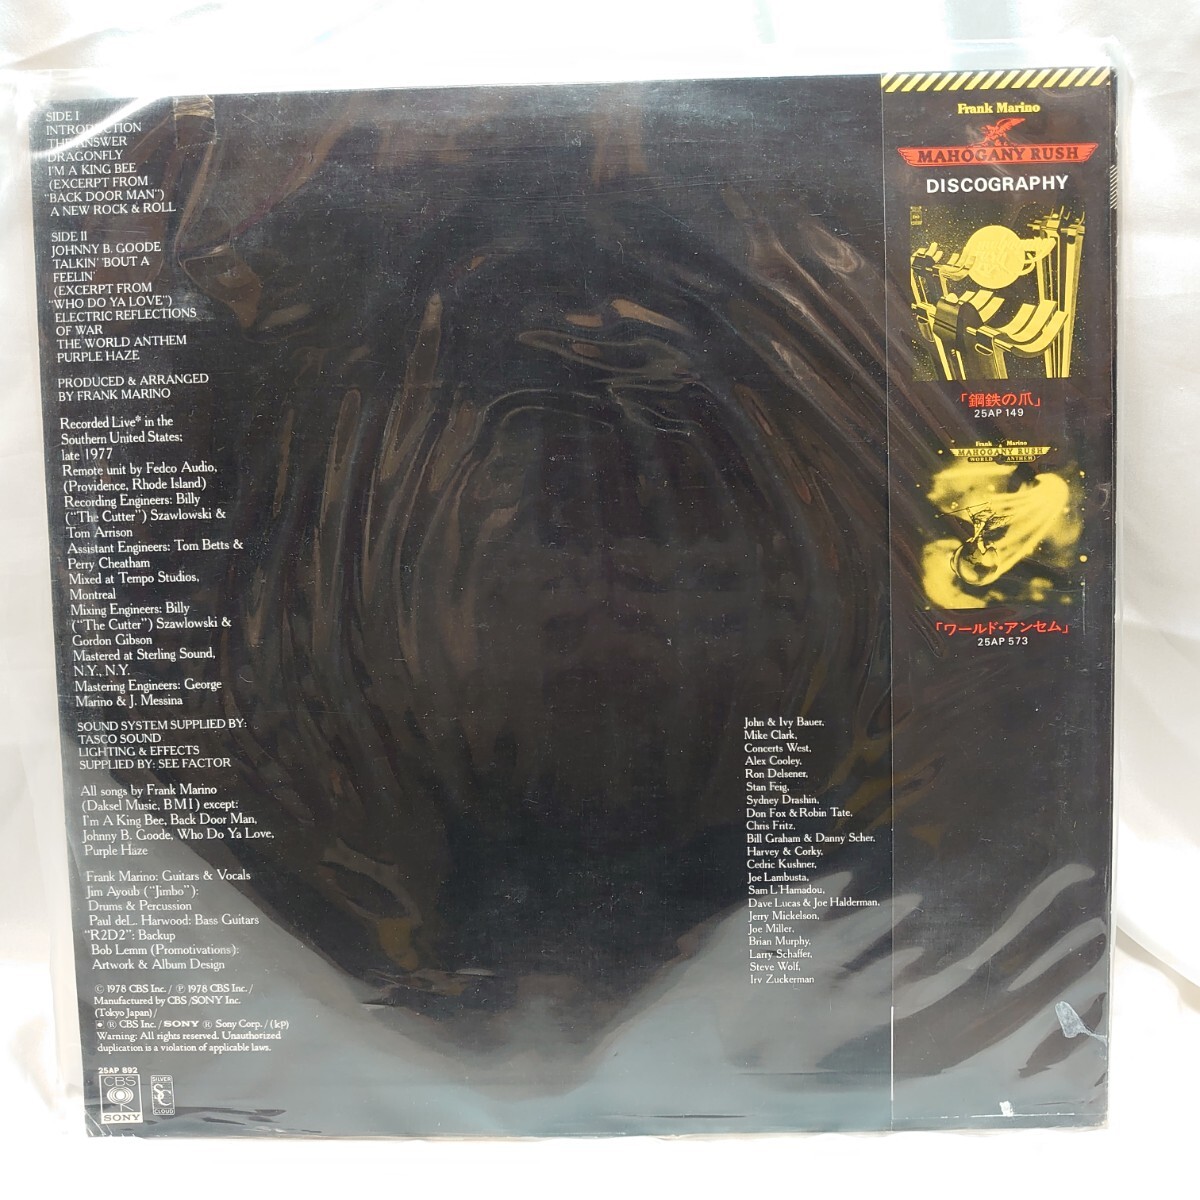 SIDE I
INTRODUCTION
THE ANSWER
DRAGONFLY
I'M A KING BEE
(EXCERPT FROM
"BACK DOOR MAN")
A NEW ROCK & ROLL
SIDE II
JOHNNY B. GOODE
TALKIN' 'BOUT A
FEELIN'
(EXCERPT FROM
"WHO DO YA LOVE")
ELECTRIC REFLECTIONS
OF WAR
THE WORLD ANTHEM
PURPLE HAZE
PRODUCED & ARRANGED
BY FRANK MARINO
Recorded Live* in the
Southern United States;
late 1977
Remote unit by Fedco Audio,
(Providence, Rhode Island)
Recording Engineers: Billy
("The Cutter") Szawlowski &
Tom Arrison
Assistant Engineers: Tom Betts &
Perry Cheatham
Mixed at Tempo Studios,
Montreal
Mixing Engineers: Billy
("The Cutter") Szawlowski &
Gordon Gibson
Mastered at Sterling Sound,
N.Y., N.Y.
Mastering Engineers: George
Marino & J. Messina
SOUND SYSTEM SUPPLIED BY:
TASCO SOUND
LIGHTING & EFFECTS
SUPPLIED BY: SEE FACTOR
All songs by Frank Marino
(Daksel Music, BMI) except:
I'm A King Bee, Back Door Man,
Johnny B. Goode, Who Do Ya Love,
Purple Haze
Frank Marino: Guitars & Vocals
Jim Ayoub ("Jimbo"):
Drums & Percussion
Paul deL. Harwood: Bass Guitars
"R2D2": Backup
Bob Lemm (Promotivations):
Artwork & Album Design
© 1978 CBS Inc. / ℗ 1978 CBS Inc. /
Manufactured by CBS/SONY Inc.
(Tokyo Japan) /
® CBS Inc. / SONY ® Sony Corp. / (kP)
Warning: All rights reserved. Unauthorized
duplication is a violation of applicable laws.
25AP 892
CBS
SONY
SILVER
SC
CLOUD
John & Ivy Bauer,
Mike Clark,
Concerts West,
Alex Cooley,
Ron Delsener,
Stan Feig,
Sydney Drashin,
Don Fox & Robin Tate,
Chris Fritz,
Bill Graham & Danny Scher,
Harvey & Corky,
Cedric Kushner,
Joe Lambusta,
Sam L'Hamadou,
Dave Lucas & Joe Halderman,
Jerry Mickelson,
Joe Miller,
Brian Murphy,
Larry Schaffer,
Steve Wolf,
Irv Zuckerman
Frank Marino
MAHOGANY RUSH
DISCOGRAPHY
「鋼鉄の爪」
25AP 149
Frank Marino
MAHOGANY RUSH
WORLD ANTHEM
「ワールド・アンセム」
25AP 573